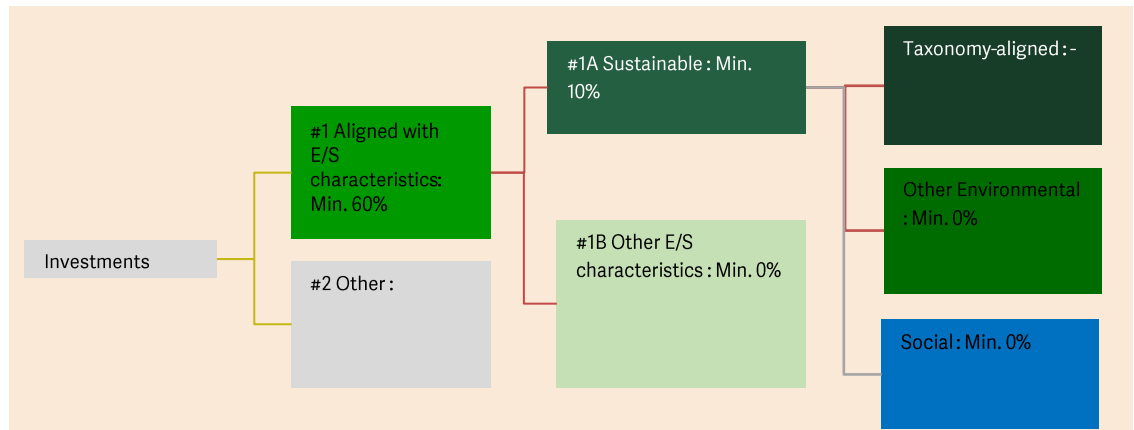 Investments
#1 Aligned with
E/S
characteristics:
Min. 60%
#2 Other :
#1A Sustainable : Min.
10%
#1B Other E/S
characteristics : Min. 0%
Taxonomy-aligned : -
Other Environmental
: Min. 0%
Social : Min. 0%